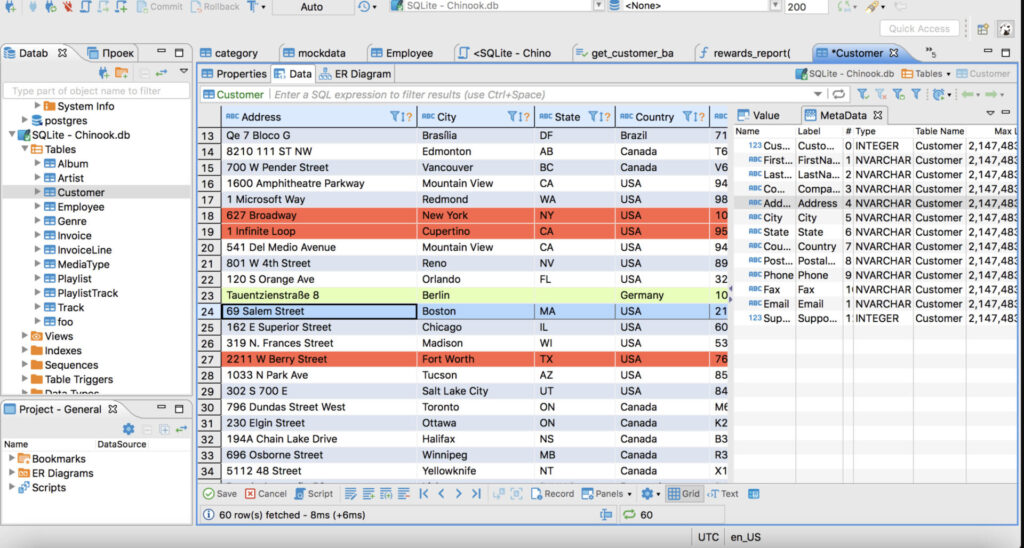 Commit
Rollback
Auto
SQLite - Chinook.db
<None>
200
Quick Access
Datab
Проек
category
mockdata
Employee
<SQLite - Chino
get_customer_ba
rewards_report(
*Customer
»5
Properties
Data
ER Diagram
SQLite - Chinook.db
Tables
Customer
Type part of object name to filter
Customer
Enter a SQL expression to filter results (use Ctrl+Space)
System Info
postgres
SQLite - Chinook.db
Tables
Album
Artist
Customer
Employee
Genre
Invoice
InvoiceLine
MediaType
Playlist
PlaylistTrack
Track
foo
Views
Indexes
Sequences
Table Triggers
Data Types
ABC Address ABC City ABC State ABC Country ABC
13 Qe 7 Bloco G Brasília DF Brazil 71
14 8210 111 ST NW Edmonton AB Canada T6
15 700 W Pender Street Vancouver BC Canada V6
16 1600 Amphitheatre Parkway Mountain View CA USA 94
17 1 Microsoft Way Redmond WA USA 98
18 627 Broadway New York NY USA 10
19 1 Infinite Loop Cupertino CA USA 95
20 541 Del Medio Avenue Mountain View CA USA 94
21 801 W 4th Street Reno NV USA 89
22 120 S Orange Ave Orlando FL USA 32
23 Tauentzienstraße 8 Berlin Germany 10
24 69 Salem Street Boston MA USA 21
25 162 E Superior Street Chicago IL USA 60
26 319 N. Frances Street Madison WI USA 53
27 2211 W Berry Street Fort Worth TX USA 76
28 1033 N Park Ave Tucson AZ USA 85
29 302 S 700 E Salt Lake City UT USA 84
30 796 Dundas Street West Toronto ON Canada M6
31 230 Elgin Street Ottawa ON Canada K2
32 194A Chain Lake Drive Halifax NS Canada B3
33 696 Osborne Street Winnipeg MB Canada R3
34 5112 48 Street Yellowknife NT Canada X1
Value
MetaData
Name Label # Type Table Name Max L
123 Cus... Custo... 0 INTEGER Customer 2,147,483
ABC First... FirstNa... 1 NVARCHAR Customer 2,147,483
ABC Last... LastNa... 2 NVARCHAR Customer 2,147,483
ABC Co... Compa... 3 NVARCHAR Customer 2,147,483
ABC Add... Address 4 NVARCHAR Customer 2,147,483
ABC City City 5 NVARCHAR Customer 2,147,483
ABC State State 6 NVARCHAR Customer 2,147,483
ABC Cou... Country 7 NVARCHAR Customer 2,147,483
ABC Post... Postal... 8 NVARCHAR Customer 2,147,483
ABC Phone Phone 9 NVARCHAR Customer 2,147,483
ABC Fax Fax 1 NVARCHAR Customer 2,147,483
ABC Email Email 1 NVARCHAR Customer 2,147,483
123 Sup... Suppo... 1 INTEGER Customer 2,147,483
Project - General
Name DataSource
Bookmarks
ER Diagrams
Scripts
Save Cancel Script Record Panels Grid Text
60 row(s) fetched - 8ms (+6ms)
60
UTC en_US